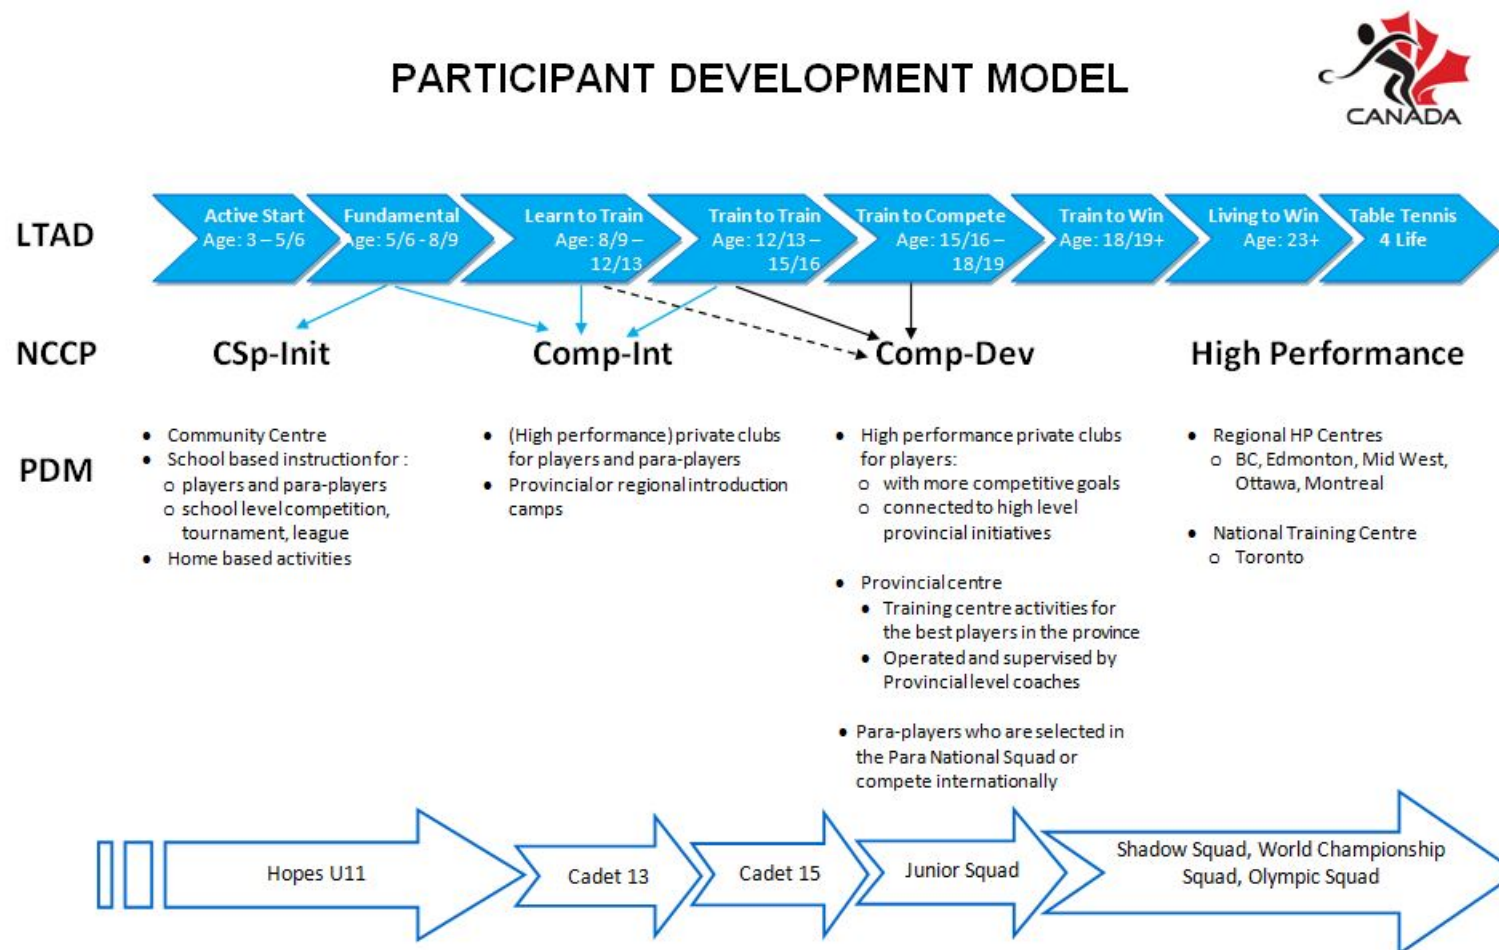 PARTICIPANT DEVELOPMENT MODEL
CANADA
LTAD
Active Start
Age: 3 – 5/6
Fundamental
Age: 5/6 - 8/9
Learn to Train
Age: 8/9 –
12/13
Train to Train
Age: 12/13 –
15/16
Train to Compete
Age: 15/16 –
18/19
Train to Win
Age: 18/19+
Living to Win
Age: 23+
Table Tennis
4 Life
NCCP
CSp-Init
Comp-Int
Comp-Dev
High Performance
PDM
• Community Centre
• School based instruction for :
o players and para-players
o school level competition,
tournament, league
• Home based activities
• (High performance) private clubs
for players and para-players
• Provincial or regional introduction
camps
• High performance private clubs
for players:
o with more competitive goals
o connected to high level
provincial initiatives
• Provincial centre
• Training centre activities for
the best players in the province
• Operated and supervised by
Provincial level coaches
• Para-players who are selected in
the Para National Squad or
compete internationally
• Regional HP Centres
o BC, Edmonton, Mid West,
Ottawa, Montreal
• National Training Centre
o Toronto
Hopes U11
Cadet 13
Cadet 15
Junior Squad
Shadow Squad, World Championship
Squad, Olympic Squad